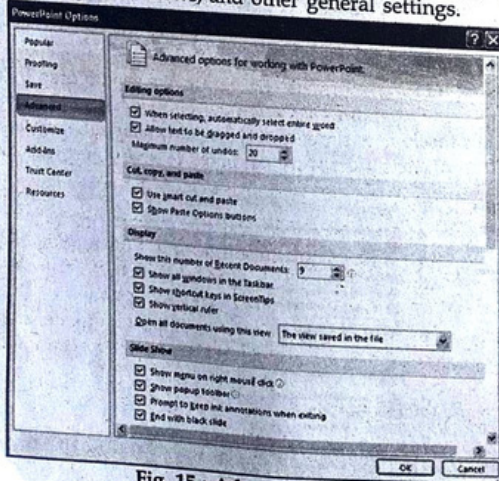 and other general settings.
PowerPoint Options
Popular
Proofing
Save
Advanced
Customize
Add-Ins
Trust Center
Resources
Advanced options for working with PowerPoint.
Editing options
When selecting, automatically select entire word
Allow text to be dragged and dropped
Maximum number of undos: 20
Cut, copy, and paste
Use smart cut and paste
Show Paste Options buttons
Display
Show this number of Recent Documents: 9
Show all windows in the Taskbar
Show shortcut keys in ScreenTips
Show vertical ruler
Open all documents using this view The view saved in the file
Slide Show
Show menu on right mouse click
Show popup toolbar
Prompt to keep ink annotations when exiting
End with black slide
OK Cancel
Fig. 15